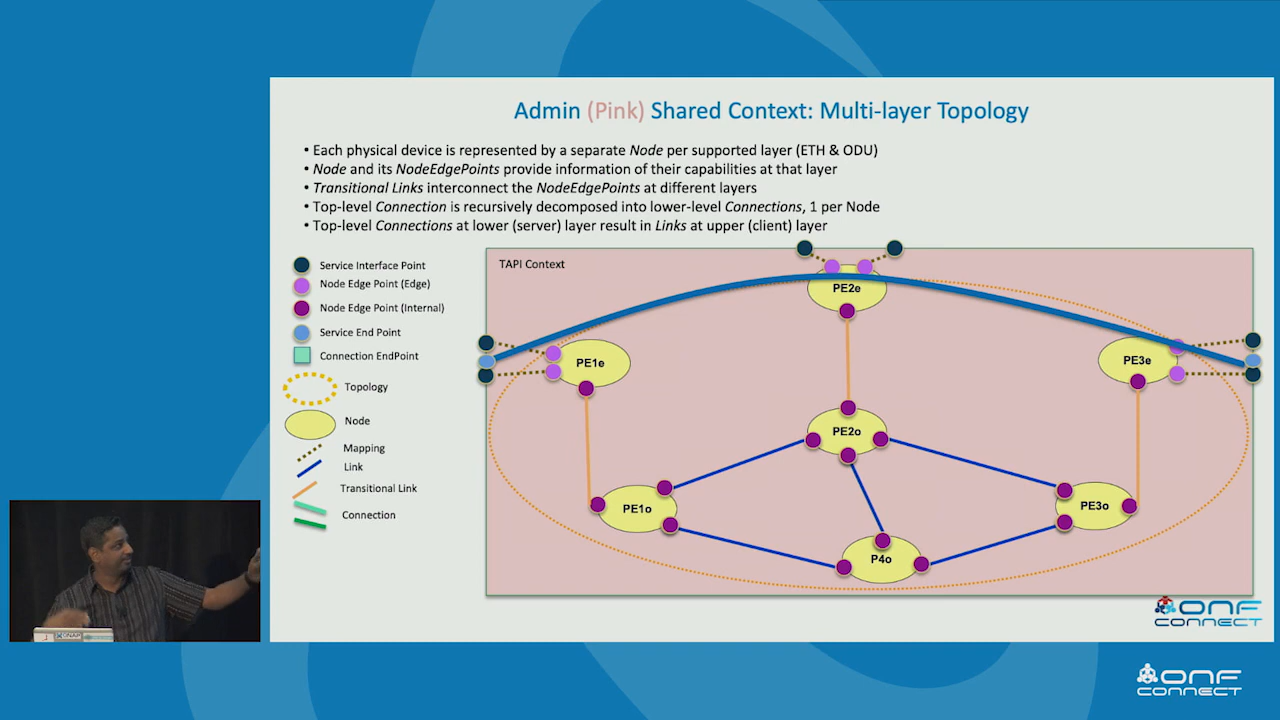 Admin (Pink) Shared Context: Multi-layer Topology
• Each physical device is represented by a separate Node per supported layer (ETH & ODU)
• Node and its NodeEdgePoints provide information of their capabilities at that layer
• Transitional Links interconnect the NodeEdgePoints at different layers
• Top-level Connection is recursively decomposed into lower-level Connections, 1 per Node
• Top-level Connections at lower (server) layer result in Links at upper (client) layer
Service Interface Point
Node Edge Point (Edge)
Node Edge Point (Internal)
Service End Point
Connection EndPoint
Topology
Node
Mapping
Link
Transitional Link
Connection
TAPI Context
PE2e
PE1e
PE3e
PE2o
PE1o
PE3o
P4o
ONAP
ONF
CONNECT
ONF
CONNECT